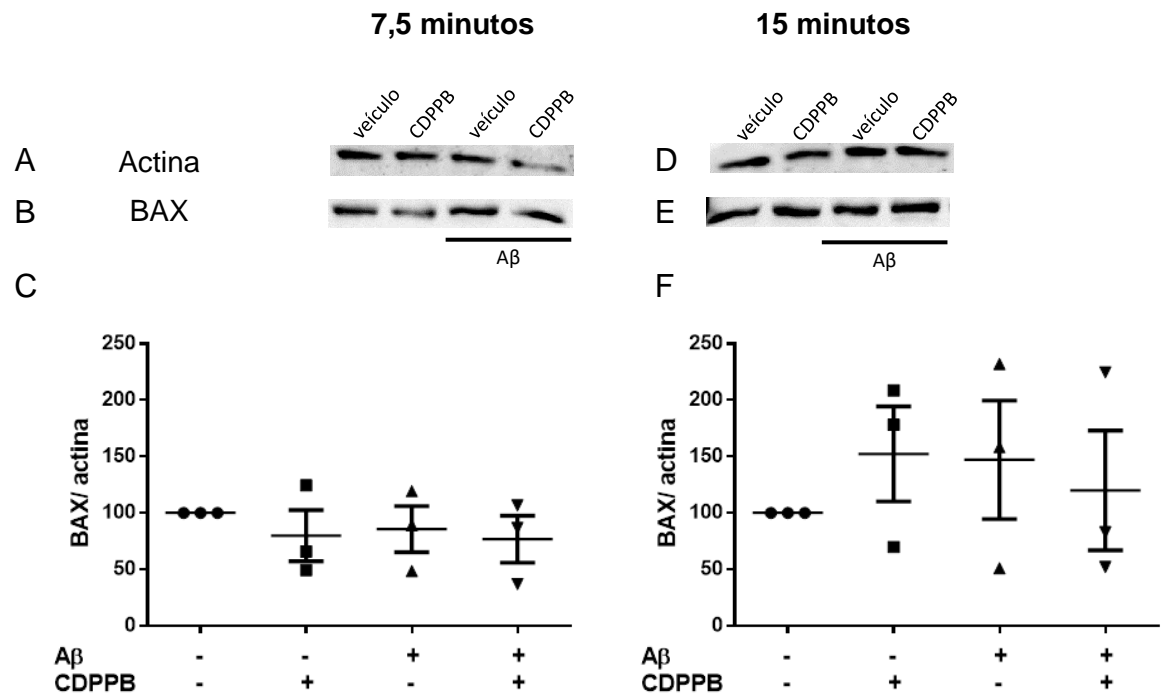 7,5 minutos
15 minutos
veículo CDPPB veículo CDPPB
veículo CDPPB veículo CDPPB
A Actina
D
B BAX
E
Aβ
Aβ
C
F
250
200
150
100
50
0
BAX/ actina
Aβ - - + +
CDPPB - + - +
250
200
150
100
50
0
BAX/ actina
Aβ - - + +
CDPPB - + - +